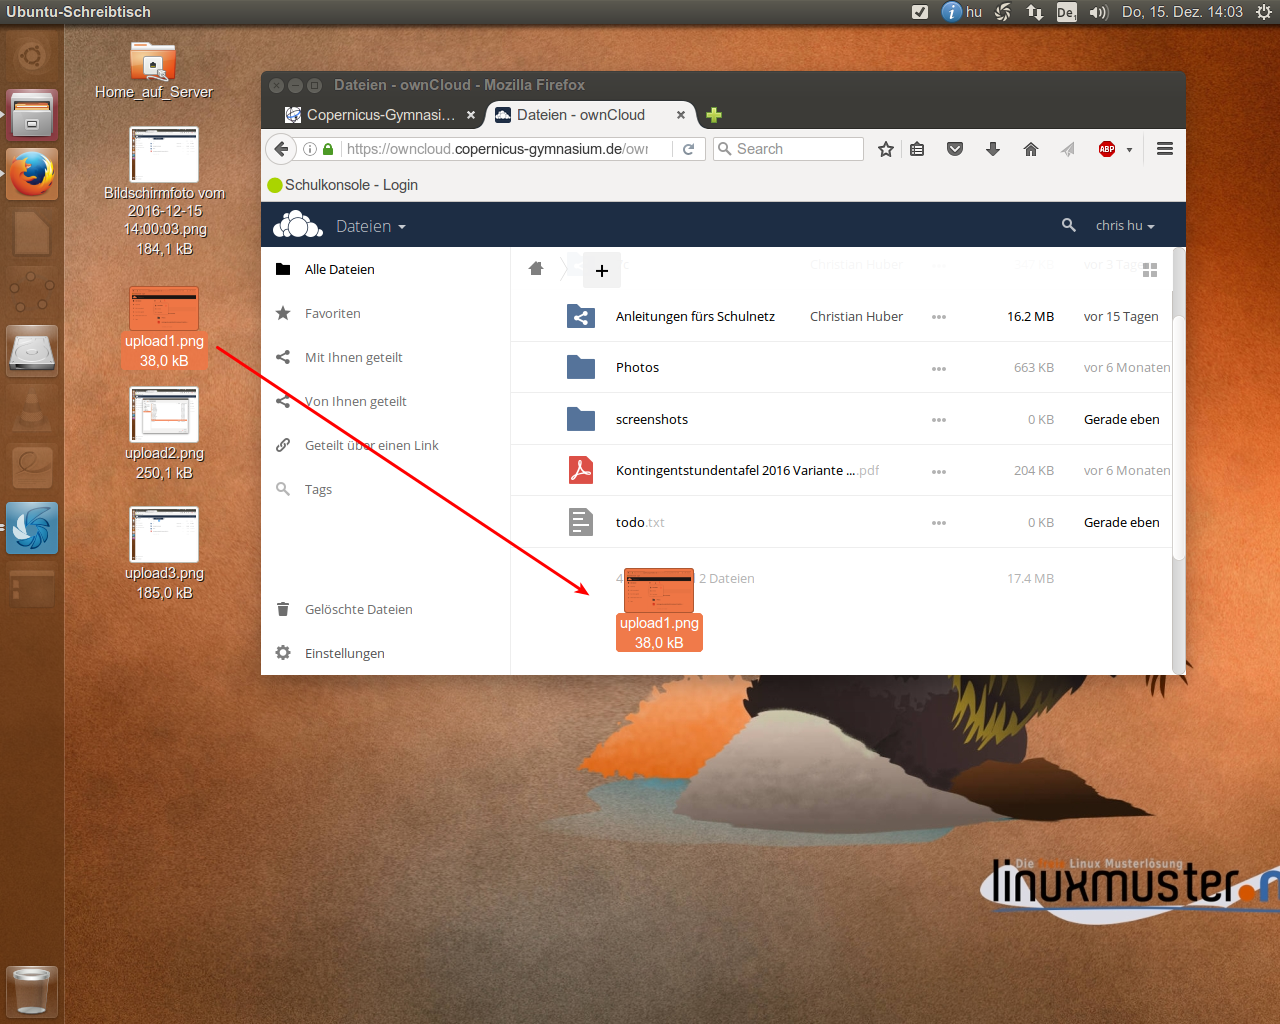 Ubuntu-Schreibtisch
hu
De1
Do, 15. Dez. 14:03
Home_auf_Server
Bildschirmfoto vom
2016-12-15
14:00:03.png
184,1 kB
upload1.png
38,0 kB
upload2.png
250,1 kB
upload3.png
185,0 kB
Dateien - ownCloud - Mozilla Firefox
Copernicus-Gymnasi...
Dateien - ownCloud
https://owncloud.copernicus-gymnasium.de/owr
Search
ABP
Schulkonsole - Login
Dateien
chris hu
Alle Dateien
Favoriten
Mit Ihnen geteilt
Von Ihnen geteilt
Geteilt über einen Link
Tags
Gelöschte Dateien
Einstellungen
+
Christian Huber
vor 3 Tagen
Anleitungen fürs Schulnetz Christian Huber 16.2 MB vor 15 Tagen
Photos 663 KB vor 6 Monaten
screenshots 0 KB Gerade eben
Kontingentstundentafel 2016 Variante ...pdf 204 KB vor 6 Monaten
todo.txt 0 KB Gerade eben
4 2 Dateien 17.4 MB
upload1.png
38,0 kB
Die Linux Musterlösung
linuxmuster.n